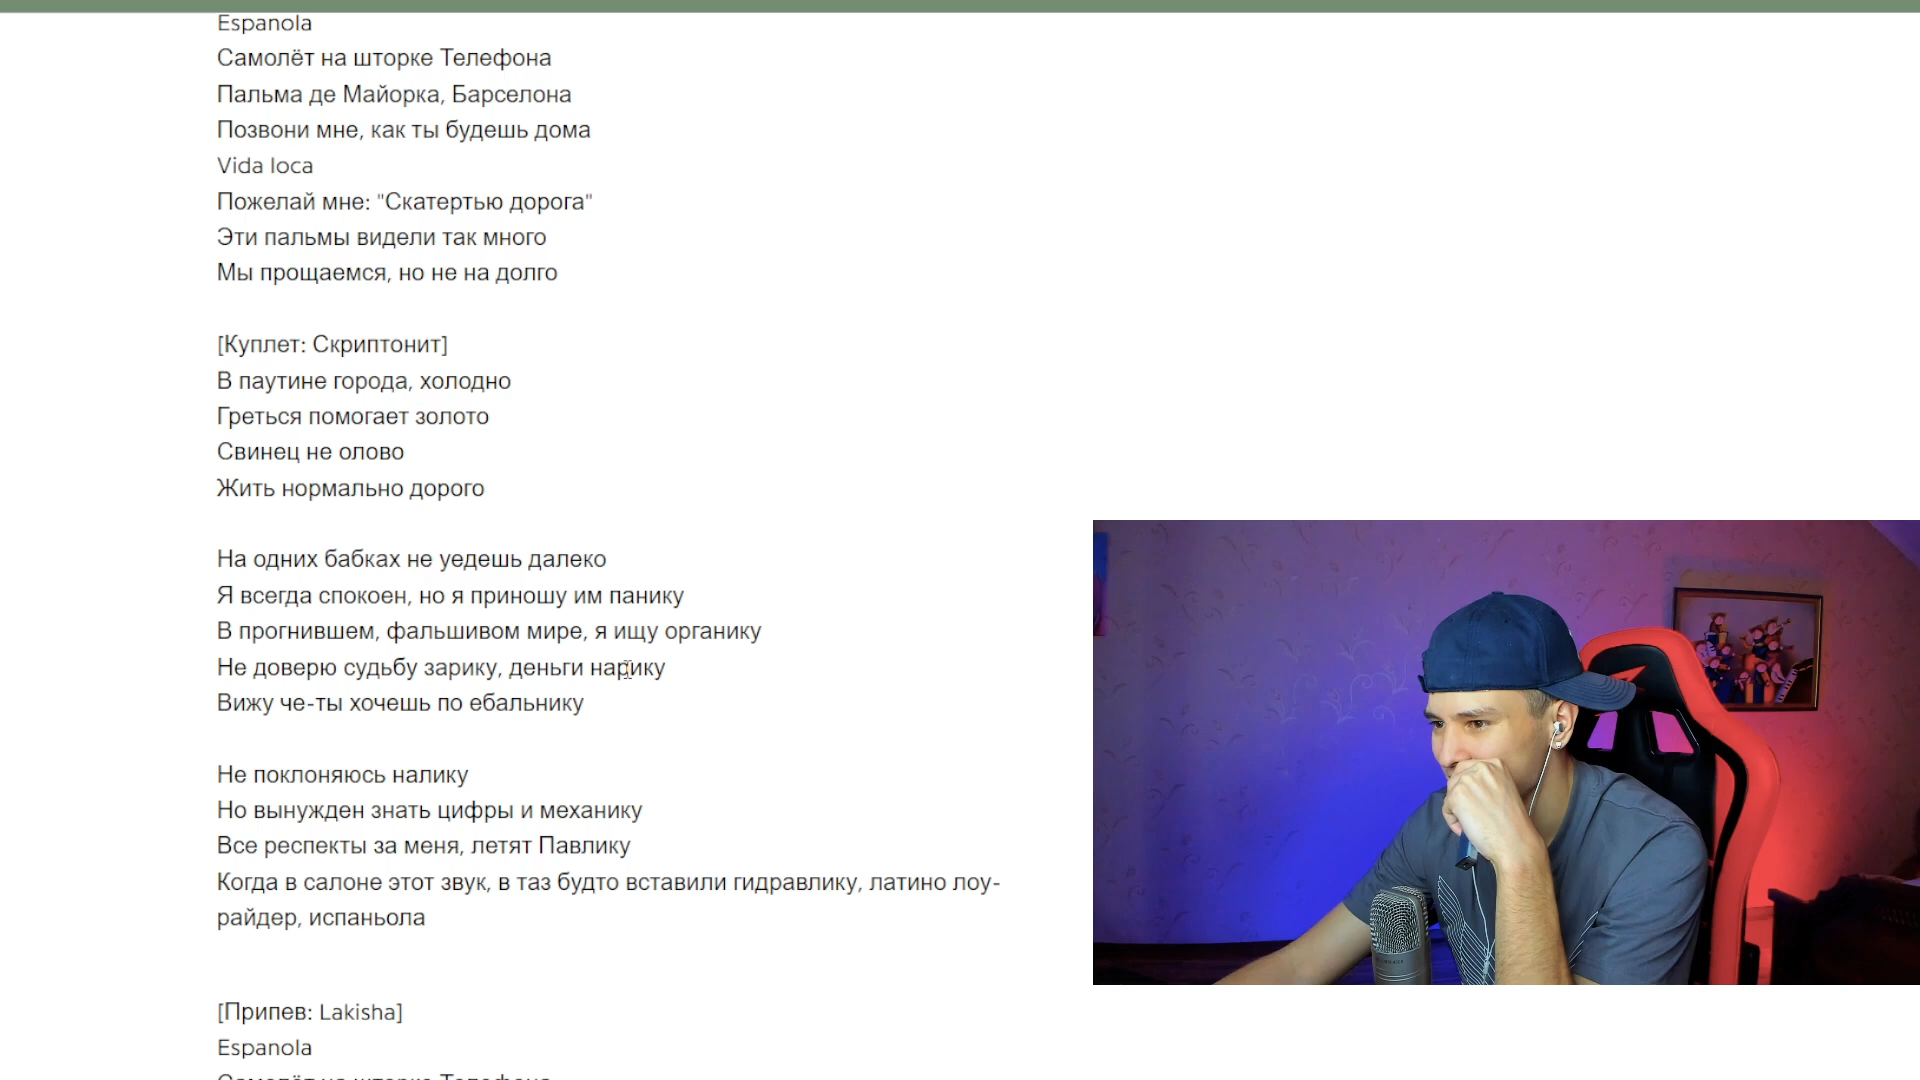 Espanola
Самолёт на шторке Телефона
Пальма де Майорка, Барселона
Позвони мне, как ты будешь дома
Vida loca
Пожелай мне: "Скатертью дорога"
Эти пальмы видели так много
Мы прощаемся, но не на долго
[Куплет: Скриптонит]
В паутине города, холодно
Греться помогает золото
Свинец не олово
Жить нормально дорого
На одних бабках не уедешь далеко
Я всегда спокоен, но я приношу им панику
В прогнившем, фальшивом мире, я ищу органику
Не доверю судьбу зарику, деньги нарику
Вижу че-ты хочешь по ебальнику
Не поклоняюсь налику
Но вынужден знать цифры и механику
Все респекты за меня, летят Павлику
Когда в салоне этот звук, в таз будто вставили гидравлику, латино лоу-
райдер, испаньола
[Припев: Lakisha]
Espanola
Самолёт на шторке Телефона